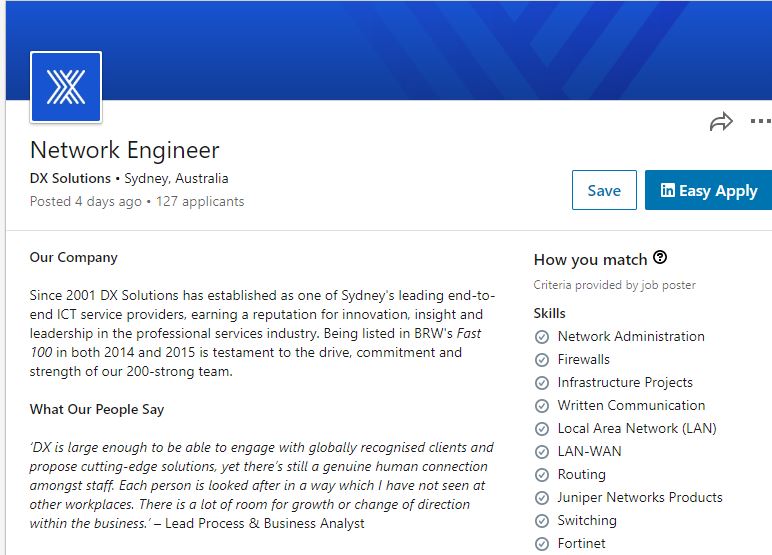 Network Engineer
DX Solutions • Sydney, Australia
Posted 4 days ago • 127 applicants
Save
in Easy Apply
Our Company
Since 2001 DX Solutions has established as one of Sydney's leading end-to-
end ICT service providers, earning a reputation for innovation, insight and
leadership in the professional services industry. Being listed in BRW's Fast
100 in both 2014 and 2015 is testament to the drive, commitment and
strength of our 200-strong team.
What Our People Say
‘DX is large enough to be able to engage with globally recognised clients and
propose cutting-edge solutions, yet there’s still a genuine human connection
amongst staff. Each person is looked after in a way which I have not seen at
other workplaces. There is a lot of room for growth or change of direction
within the business.’ – Lead Process & Business Analyst
How you match ?
Criteria provided by job poster
Skills
Network Administration
Firewalls
Infrastructure Projects
Written Communication
Local Area Network (LAN)
LAN-WAN
Routing
Juniper Networks Products
Switching
Fortinet